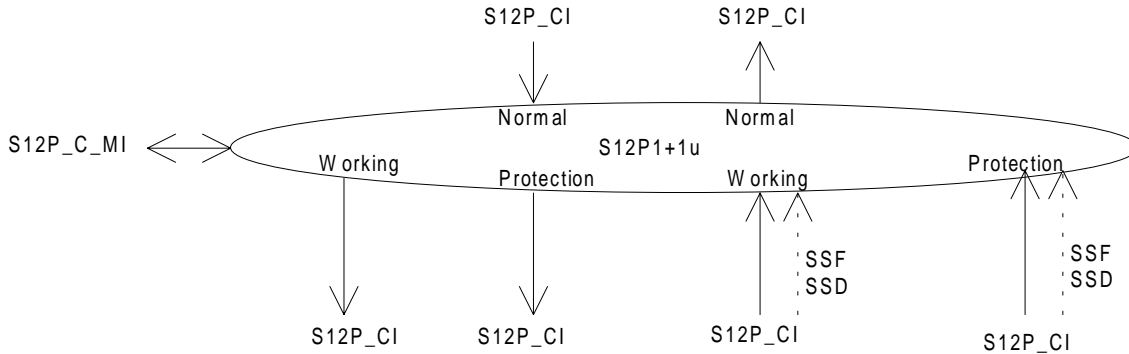 S12P_CI
S12P_CI
Normal
Normal
S12P_C_MI
S12P1+1u
Working
Protection
Working
Protection
SSF
SSD
SSF
SSD
S12P_CI
S12P_CI
S12P_CI
S12P_CI